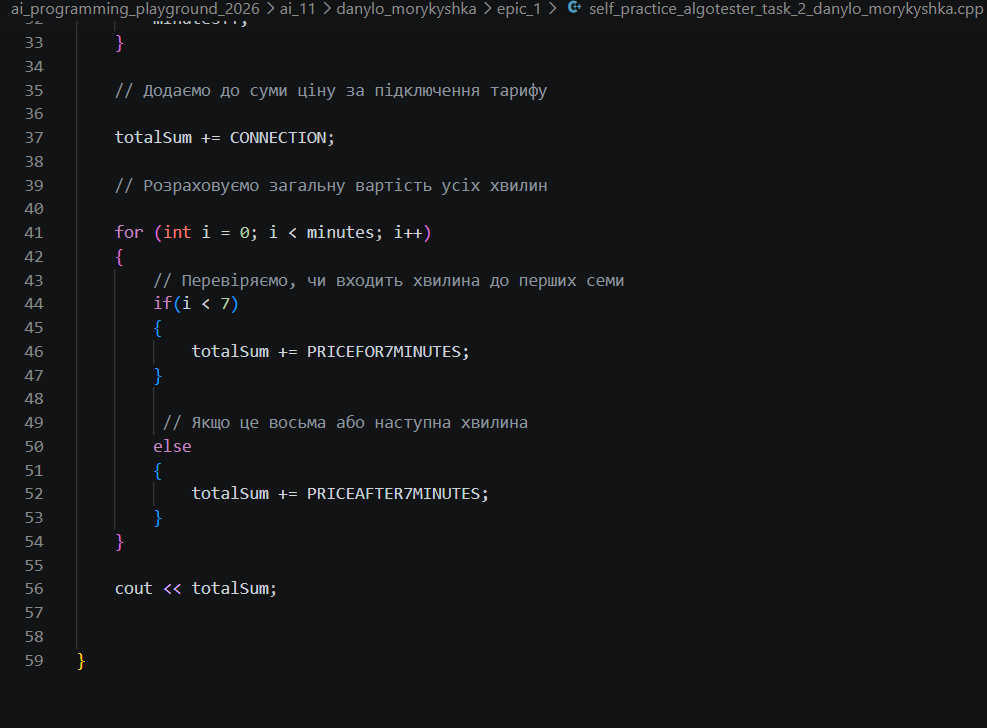 ai_programming_playground_2026 > ai_11 > danylo_morykyshka > epic_1 > self_practice_algotester_task_2_danylo_morykyshka.cpp
33 }
34
35 // Додаємо до суми ціну за підключення тарифу
36
37 totalSum += CONNECTION;
38
39 // Розраховуємо загальну вартість усіх хвилин
40
41 for (int i = 0; i < minutes; i++)
42 {
43 // Перевіряємо, чи входить хвилина до перших семи
44 if(i < 7)
45 {
46 totalSum += PRICEFOR7MINUTES;
47 }
48
49 // Якщо це восьма або наступна хвилина
50 else
51 {
52 totalSum += PRICEAFTER7MINUTES;
53 }
54 }
55
56 cout << totalSum;
57
58
59 }